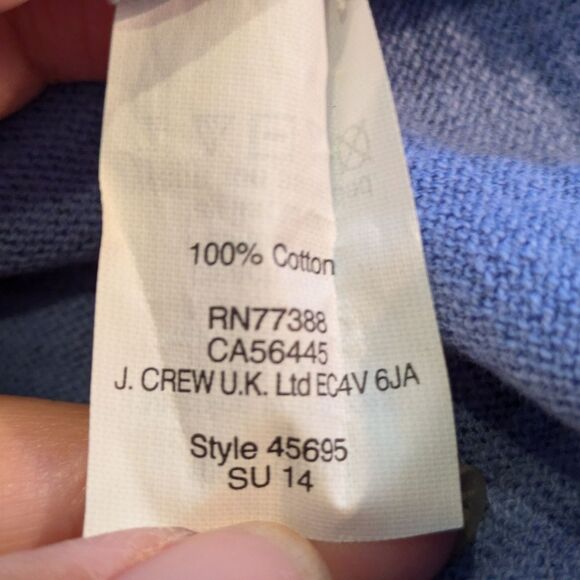 100% Cotton
RN77388
CA56445
J. CREW U.K. Ltd EC4V 6JA
Style 45695
SU 14